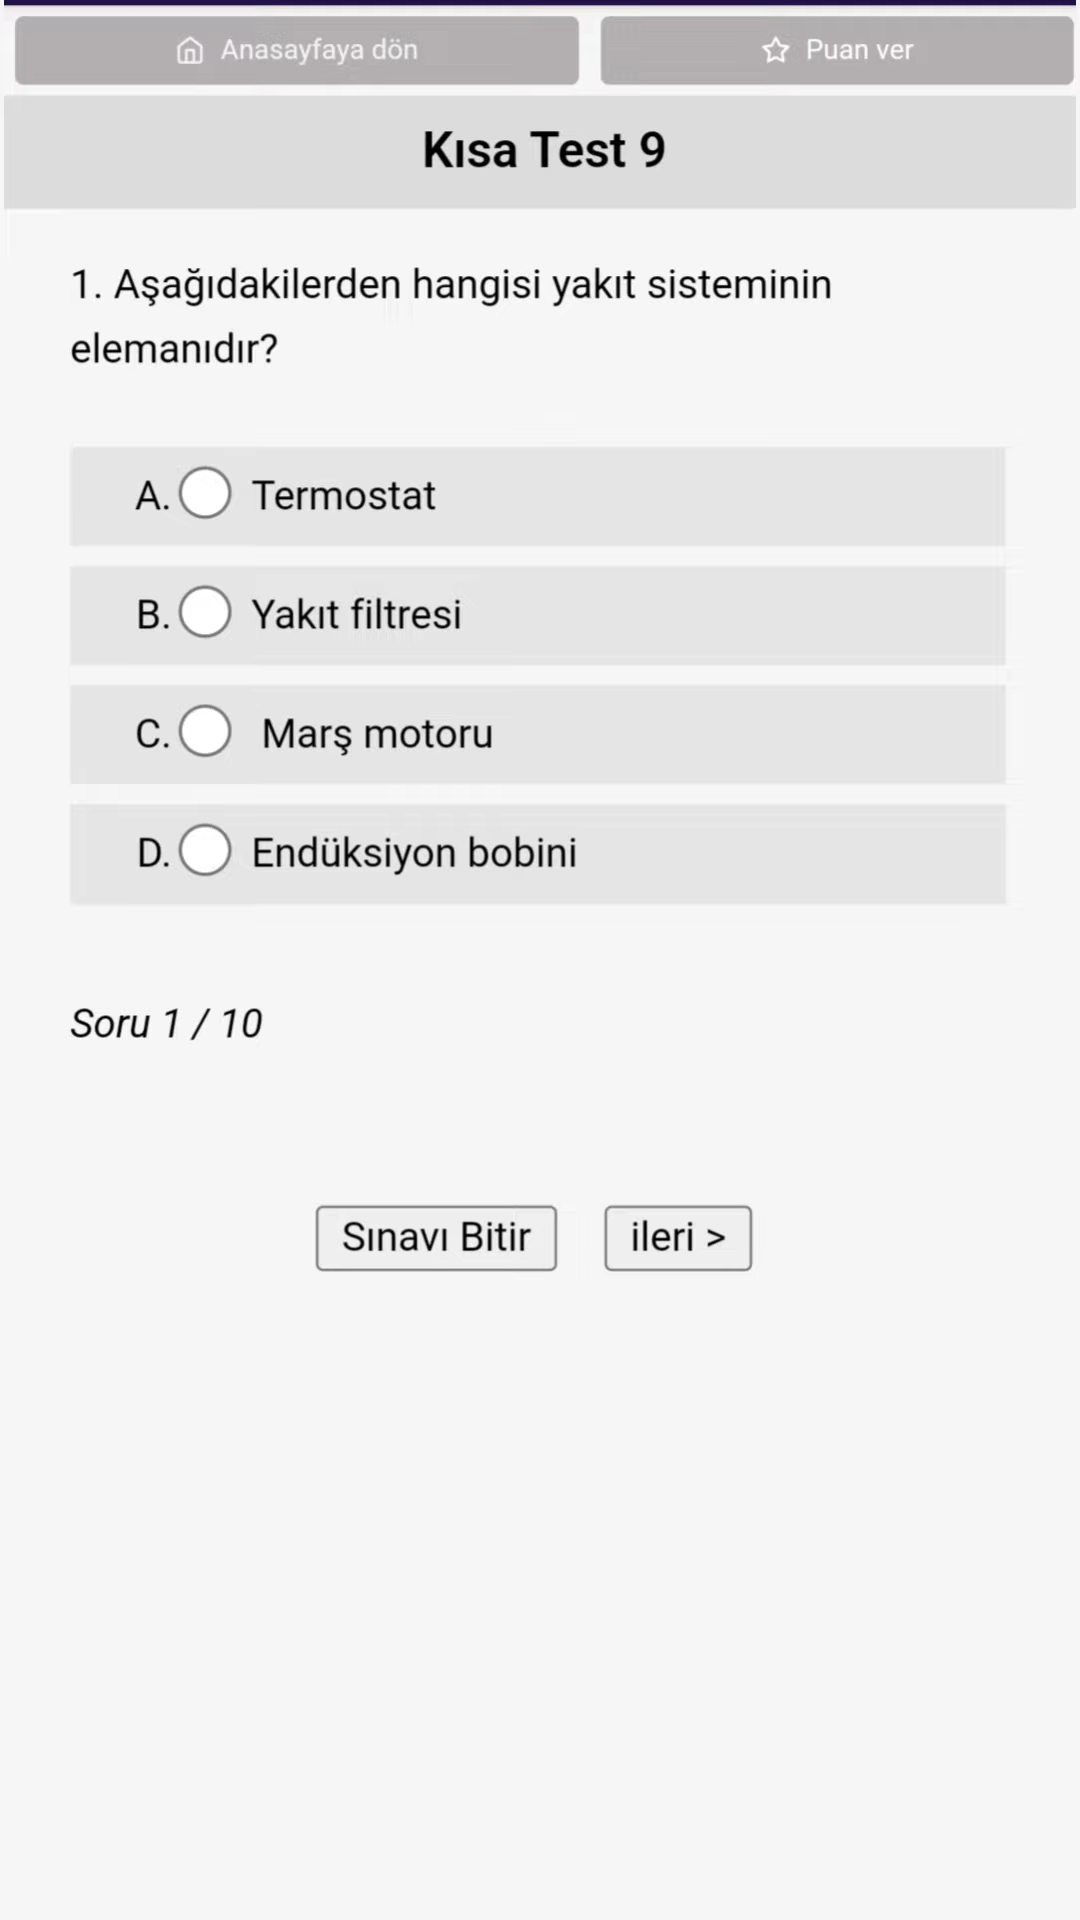 Anasayfaya dön
Puan ver
Kısa Test 9
1. Aşağıdakilerden hangisi yakıt sisteminin
elemanıdır?
A. Termostat
B. Yakıt filtresi
C. Marş motoru
D. Endüksiyon bobini
Soru 1 / 10
Sınavı Bitir
ileri >